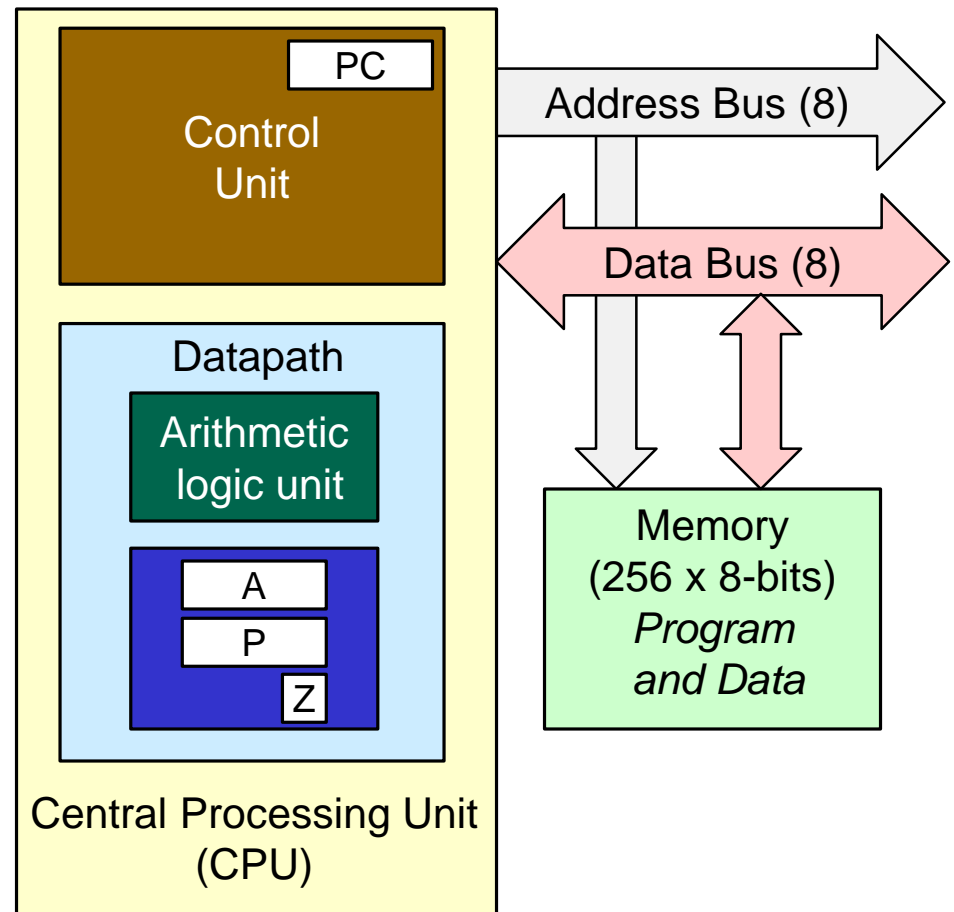 PC
Control
Unit
Address Bus (8)
Data Bus (8)
Datapath
Arithmetic
logic unit
A
P
Z
Memory
(256 x 8-bits)
Program
and Data
Central Processing Unit
(CPU)